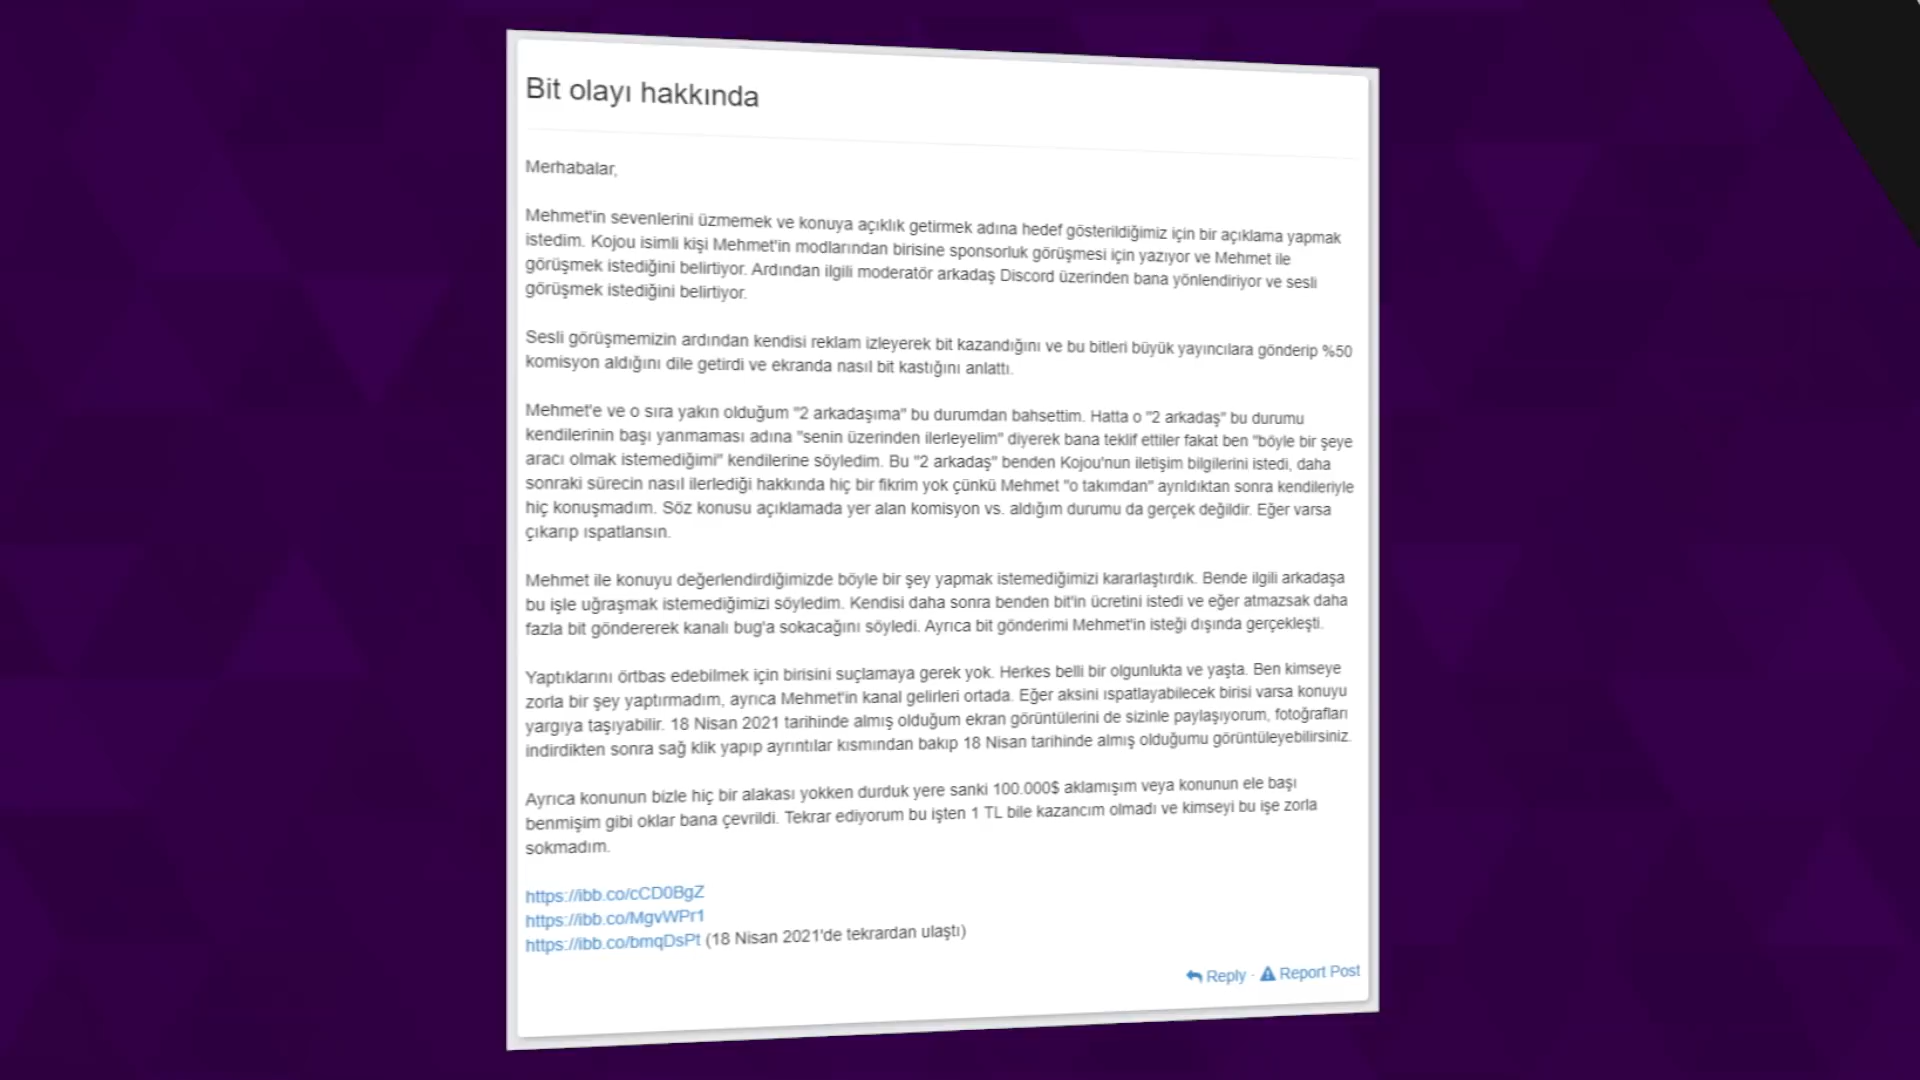 Bit olayı hakkında
Merhabalar,
Mehmet'in sevenlerini üzmemek ve konuya açıklık getirmek adına hedef gösterildiğimiz için bir açıklama yapmak
istedim. Kojou isimli kişi Mehmet'in modlarından birisine sponsorluk görüşmesi için yazıyor ve Mehmet ile
görüşmek istediğini belirtiyor. Ardından ilgili moderatör arkadaş Discord üzerinden bana yönlendiriyor ve sesli
görüşmek istediğini belirtiyor.
Sesli görüşmemizin ardından kendisi reklam izleyerek bit kazandığını ve bu bitleri büyük yayıncılara gönderip %50
komisyon aldığını dile getirdi ve ekranda nasıl bit kastığını anlattı.
Mehmet'e ve o sıra yakın olduğum "2 arkadaşıma" bu durumdan bahsettim. Hatta o "2 arkadaş" bu durumu
kendilerinin başı yanmaması adına "senin üzerinden ilerleyelim" diyerek bana teklif ettiler fakat ben "böyle bir şeye
aracı olmak istemediğimi" kendilerine söyledim. Bu "2 arkadaş" benden Kojou'nun iletişim bilgilerini istedi, daha
sonraki sürecin nasıl ilerlediği hakkında hiç bir fikrim yok çünkü Mehmet "o takımdan" ayrıldıktan sonra kendileriyle
hiç konuşmadım. Söz konusu açıklamada yer alan komisyon vs. aldığım durumu da gerçek değildir. Eğer varsa
çıkarıp ıspatlansın.
Mehmet ile konuyu değerlendirdiğimizde böyle bir şey yapmak istemediğimizi kararlaştırdık. Bende ilgili arkadaşa
bu işle uğraşmak istemediğimizi söyledim. Kendisi daha sonra benden bit'in ücretini istedi ve eğer atmazsak daha
fazla bit göndererek kanalı bug'a sokacağını söyledi. Ayrıca bit gönderimi Mehmet'in isteği dışında gerçekleşti.
Yaptıklarını örtbas edebilmek için birisini suçlamaya gerek yok. Herkes belli bir olgunlukta ve yaşta. Ben kimseye
zorla bir şey yaptırmadım, ayrıca Mehmet'in kanal gelirleri ortada. Eğer aksini ıspatlayabilecek birisi varsa konuyu
yargıya taşıyabilir. 18 Nisan 2021 tarihinde almış olduğum ekran görüntülerini de sizinle paylaşıyorum, fotoğrafları
indirdikten sonra sağ klik yapıp ayrıntılar kısmından bakıp 18 Nisan tarihinde almış olduğumu görüntüleyebilirsiniz.
Ayrıca konunun bizle hiç bir alakası yokken durduk yere sanki 100.000$ aklamışım veya konunun ele başı
benmişim gibi oklar bana çevrildi. Tekrar ediyorum bu işten 1 TL bile kazancım olmadı ve kimseyi bu işe zorla
sokmadım.
https://ibb.co/cCD0BgZ
https://ibb.co/MgvWPr1
https://ibb.co/bmqDsPt (18 Nisan 2021'de tekrardan ulaştı)
Reply · Report Post